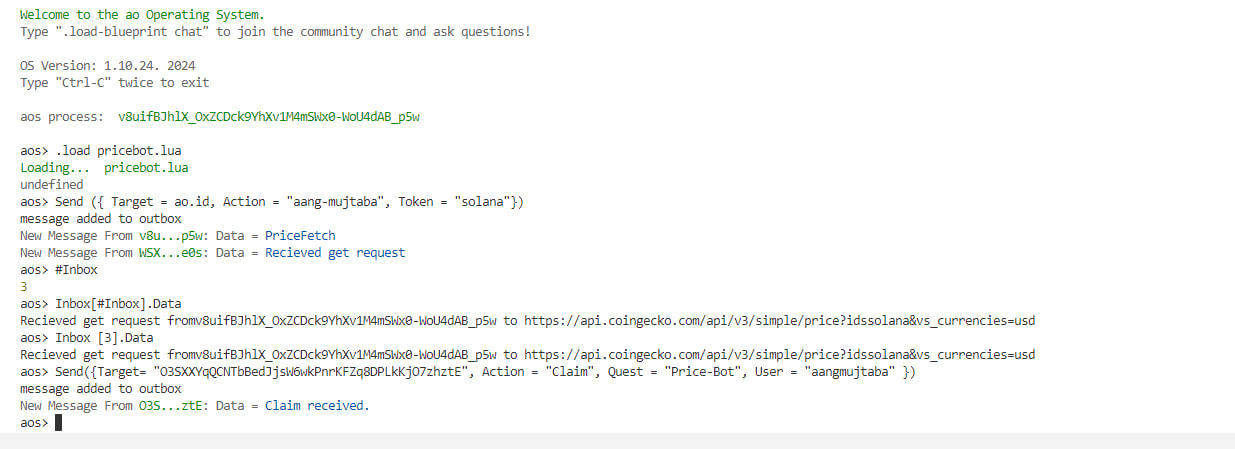 Welcome to the ao Operating System.
Type ".load-blueprint chat" to join the community chat and ask questions!
OS Version: 1.10.24. 2024
Type "Ctrl-C" twice to exit
aos process:  v8uifBJhlX_OxZCDck9YhXv1M4mSWx0-WoU4dAB_p5w
aos> .load pricebot.lua
Loading...  pricebot.lua
undefined
aos> Send ({ Target = ao.id, Action = "aang-mujtaba", Token = "solana"})
message added to outbox
New Message From v8u...p5w: Data = PriceFetch
New Message From WSX...e0s: Data = Recieved get request
aos> #Inbox
3
aos> Inbox[#Inbox].Data
Recieved get request fromv8uifBJhlX_OxZCDck9YhXv1M4mSWx0-WoU4dAB_p5w to https://api.coingecko.com/api/v3/simple/price?idssolana&vs_currencies=usd
aos> Inbox [3].Data
Recieved get request fromv8uifBJhlX_OxZCDck9YhXv1M4mSWx0-WoU4dAB_p5w to https://api.coingecko.com/api/v3/simple/price?idssolana&vs_currencies=usd
aos> Send({Target= "O3SXXYqQCNTbBedJjsW6wkPnrKFZq8DPLkKjO7zhztE", Action = "Claim", Quest = "Price-Bot", User = "aangmujtaba" })
message added to outbox
New Message From O3S...ztE: Data = Claim received.
aos>